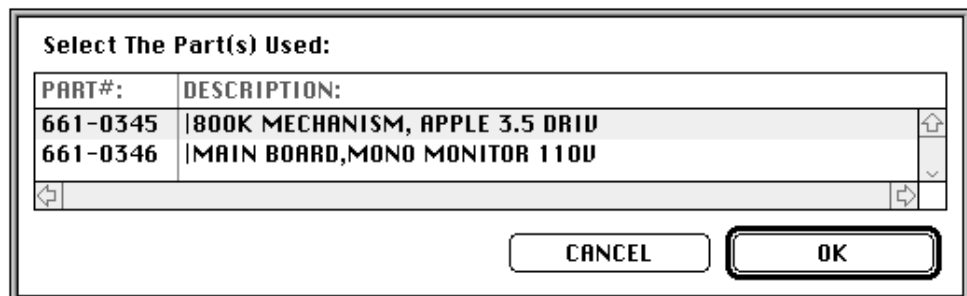 Select The Part(s) Used:
PART#: DESCRIPTION:
661-0345 |800K MECHANISM, APPLE 3.5 DRIV
661-0346 |MAIN BOARD,MONO MONITOR 110V
CANCEL OK